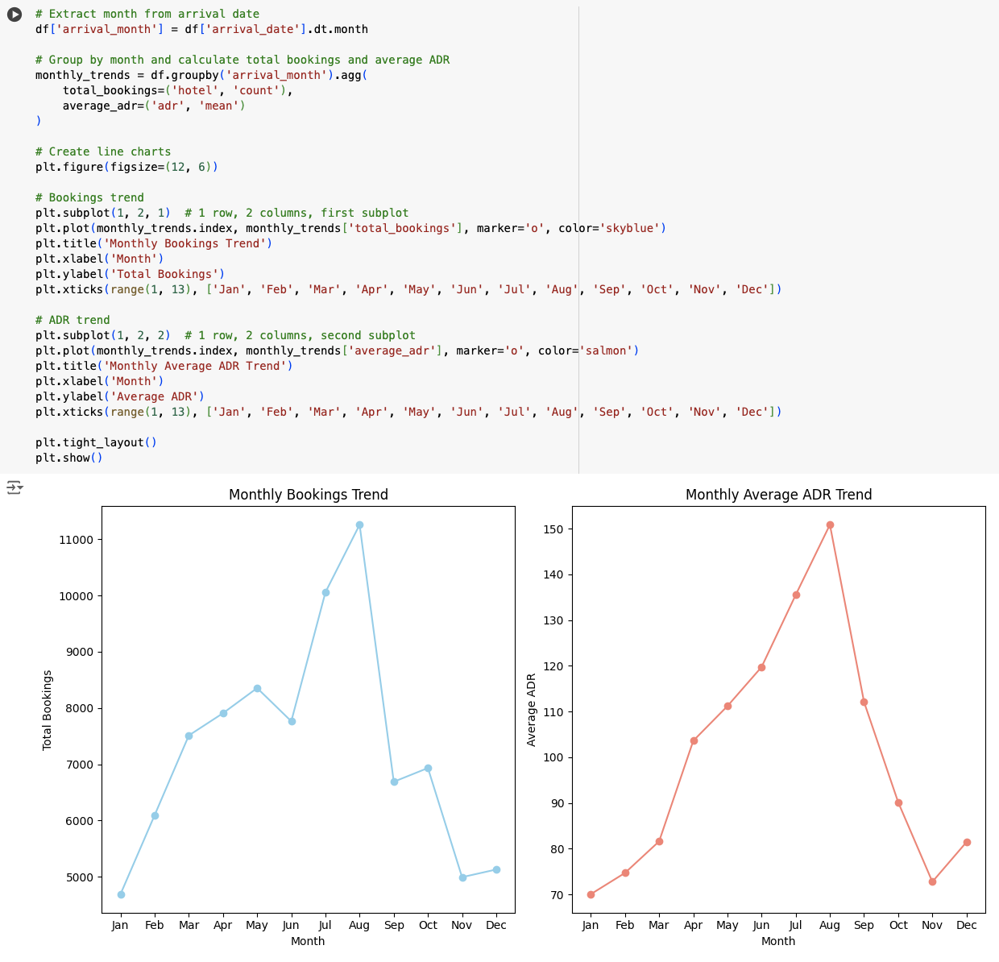 # Extract month from arrival date
df['arrival_month'] = df['arrival_date'].dt.month
# Group by month and calculate total bookings and average ADR
monthly_trends = df.groupby('arrival_month').agg(
    total_bookings=('hotel', 'count'),
    average_adr=('adr', 'mean')
)
# Create line charts
plt.figure(figsize=(12, 6))
# Bookings trend
plt.subplot(1, 2, 1)  # 1 row, 2 columns, first subplot
plt.plot(monthly_trends.index, monthly_trends['total_bookings'], marker='o', color='skyblue')
plt.title('Monthly Bookings Trend')
plt.xlabel('Month')
plt.ylabel('Total Bookings')
plt.xticks(range(1, 13), ['Jan', 'Feb', 'Mar', 'Apr', 'May', 'Jun', 'Jul', 'Aug', 'Sep', 'Oct', 'Nov', 'Dec'])
# ADR trend
plt.subplot(1, 2, 2)  # 1 row, 2 columns, second subplot
plt.plot(monthly_trends.index, monthly_trends['average_adr'], marker='o', color='salmon')
plt.title('Monthly Average ADR Trend')
plt.xlabel('Month')
plt.ylabel('Average ADR')
plt.xticks(range(1, 13), ['Jan', 'Feb', 'Mar', 'Apr', 'May', 'Jun', 'Jul', 'Aug', 'Sep', 'Oct', 'Nov', 'Dec'])
plt.tight_layout()
plt.show()
Monthly Bookings Trend
Total Bookings
11000
10000
9000
8000
7000
6000
5000
Jan Feb Mar Apr May Jun Jul Aug Sep Oct Nov Dec
Month
Monthly Average ADR Trend
Average ADR
150
140
130
120
110
100
90
80
70
Jan Feb Mar Apr May Jun Jul Aug Sep Oct Nov Dec
Month